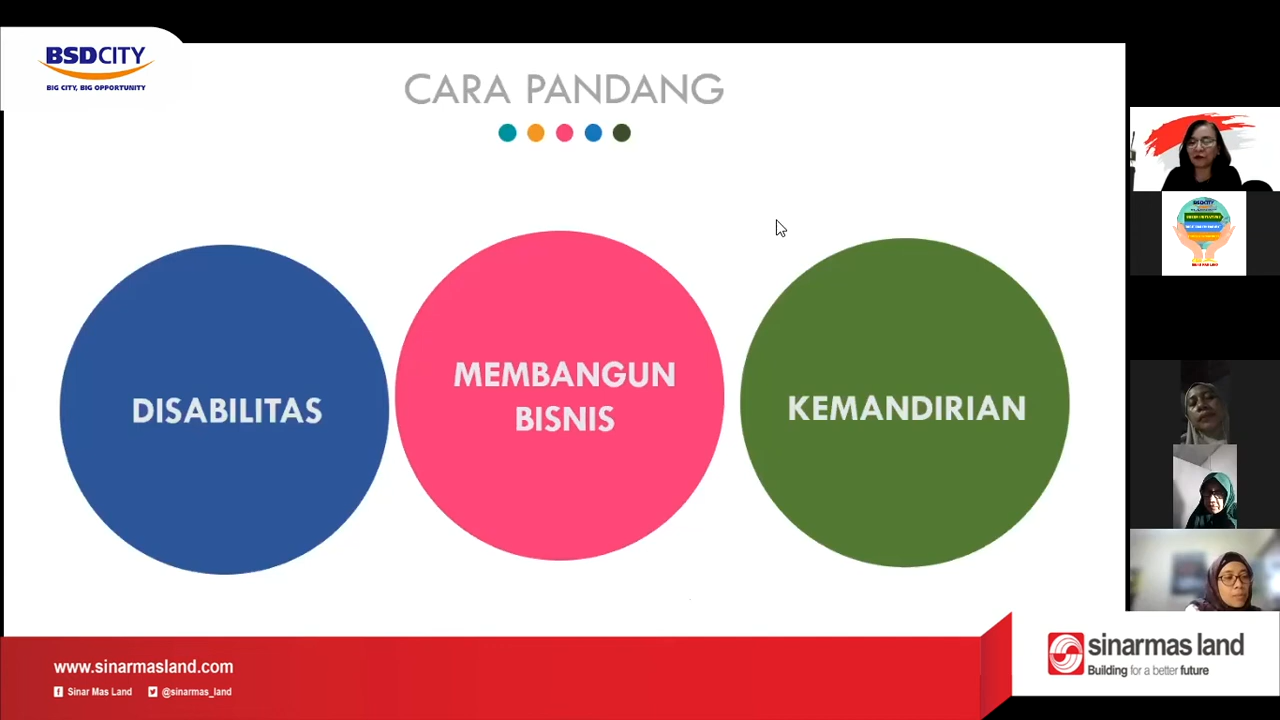 BSDCITY
BIG CITY, BIG OPPORTUNITY
CARA PANDANG
DISABILITAS
MEMBANGUN
BISNIS
KEMANDIRIAN
BSDCITY
www.sinarmasland.com
Sinar Mas Land
@sinarmas_land
sinarmas land
Building for a better future